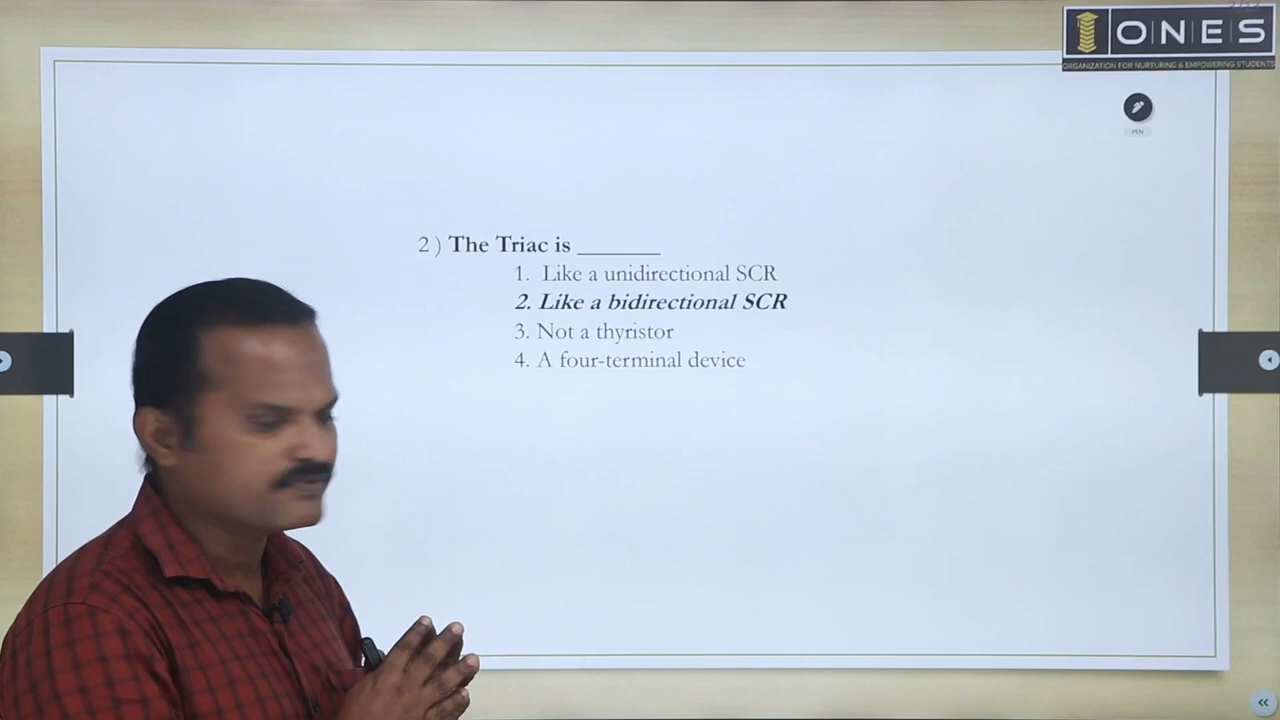 O|N|E|S
ORGANIZATION FOR NURTURING & EMPOWERING STUDENTS
PEN
2 ) The Triac is _______
1. Like a unidirectional SCR
2. Like a bidirectional SCR
3. Not a thyristor
4. A four-terminal device